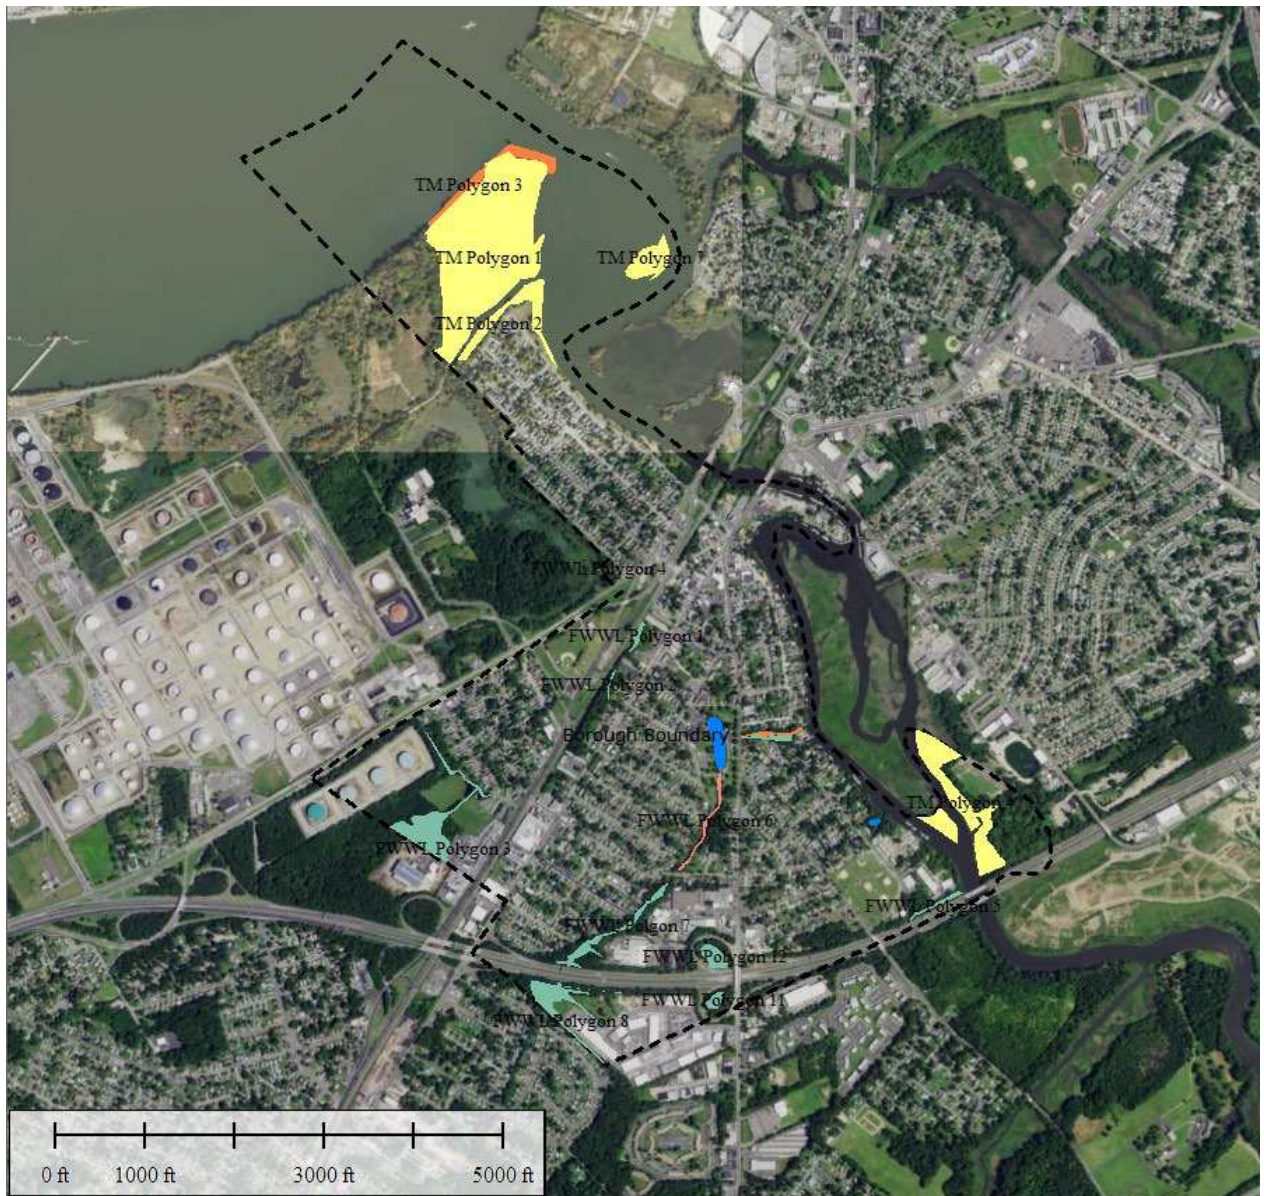 TM Polygon 3
TM Polygon 1
TM Polygon
TM Polygon 2
FWWL Polygon 4
FWWL Polygon 1
FWWL Polygon 2
Borough Boundary
TM Polygon 4
FWWL Polygon 6
FWWL Polygon 3
FWWL Polygon 5
FWWL Polgon 7
FWWL Polygon 12
FWWL Polygon 11
FWWL Polygon 8
0 ft 1000 ft 3000 ft 5000 ft